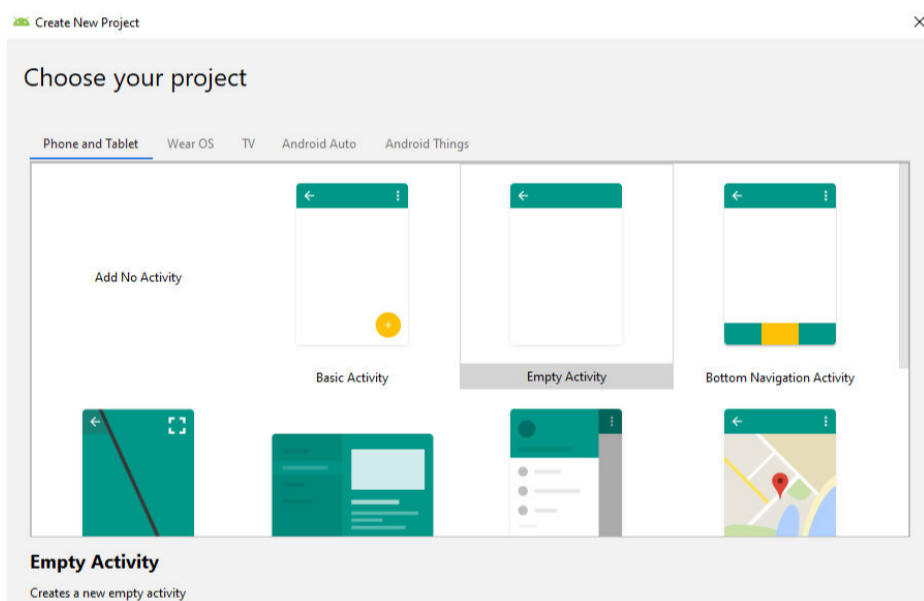 Create New Project
Choose your project
Phone and Tablet Wear OS TV Android Auto Android Things
Add No Activity
Basic Activity Empty Activity Bottom Navigation Activity
Empty Activity
Creates a new empty activity